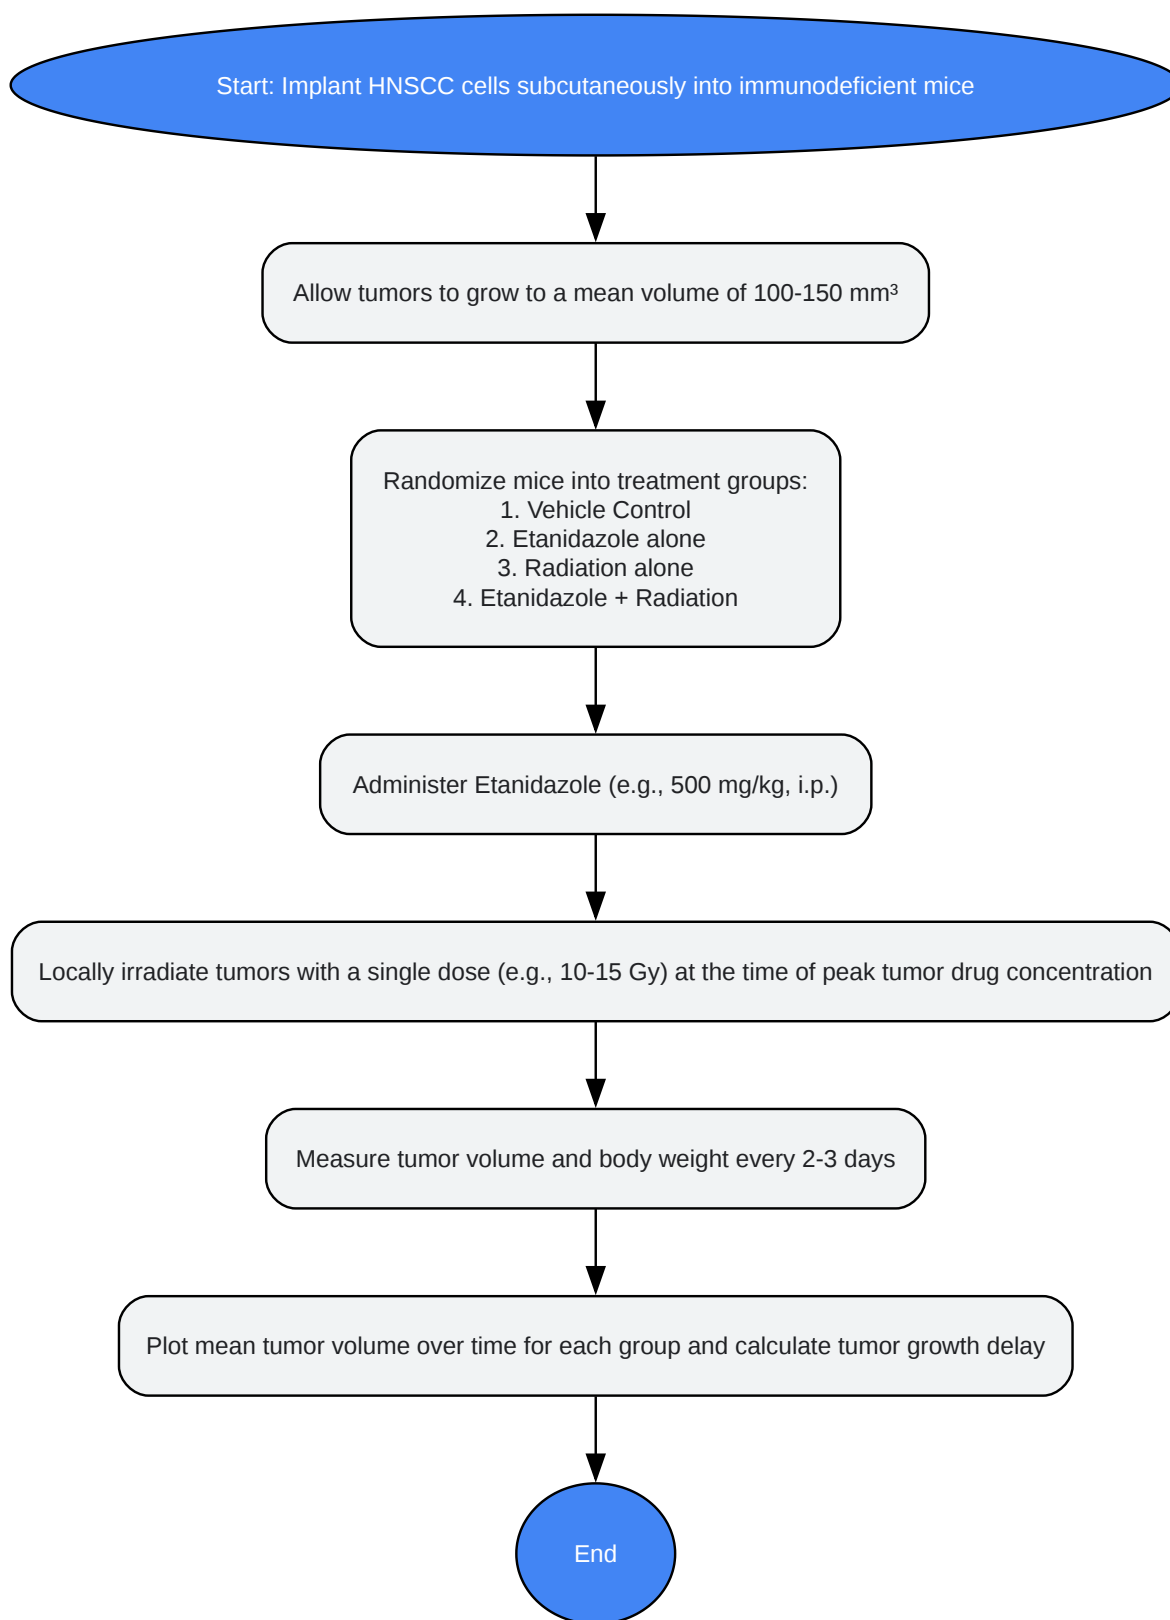 Start: Implant HNSCC cells subcutaneously into immunodeficient mice
Allow tumors to grow to a mean volume of 100-150 mm³
Randomize mice into treatment groups:
1. Vehicle Control
2. Etanidazole alone
3. Radiation alone
4. Etanidazole + Radiation
Administer Etanidazole (e.g., 500 mg/kg, i.p.)
Locally irradiate tumors with a single dose (e.g., 10-15 Gy) at the time of peak tumor drug concentration
Measure tumor volume and body weight every 2-3 days
Plot mean tumor volume over time for each group and calculate tumor growth delay
End